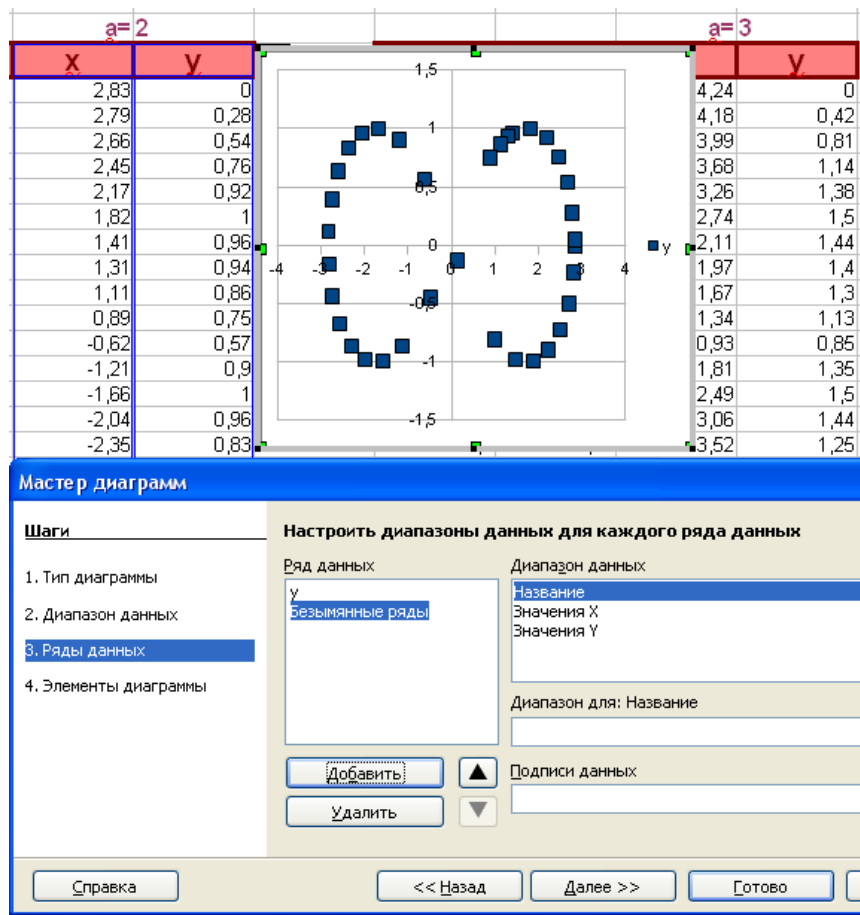 a= 2 a= 3
x y y
2,83 0 4,24 0
2,79 0,28 4,18 0,42
2,66 0,54 3,99 0,81
2,45 0,76 3,68 1,14
2,17 0,92 3,26 1,38
1,82 1 2,74 1,5
1,41 0,96 2,11 1,44
1,31 0,94 1,97 1,4
1,11 0,86 1,67 1,3
0,89 0,75 1,34 1,13
-0,62 0,57 0,93 0,85
-1,21 0,9 1,81 1,35
-1,66 1 2,49 1,5
-2,04 0,96 3,06 1,44
-2,35 0,83 3,52 1,25
1,5
1
0,5
0
-4 -3 -2 -1 0 1 2 3 4
-0,5
-1
-1,5
y
Мастер диаграмм
Шаги
1. Тип диаграммы
2. Диапазон данных
3. Ряды данных
4. Элементы диаграммы
Настроить диапазоны данных для каждого ряда данных
Ряд данных
y
Безымянные ряды
Добавить
Удалить
Диапазон данных
Название
Значения X
Значения Y
Диапазон для: Название
Подписи данных
Справка
<< Назад
Далее >>
Готово